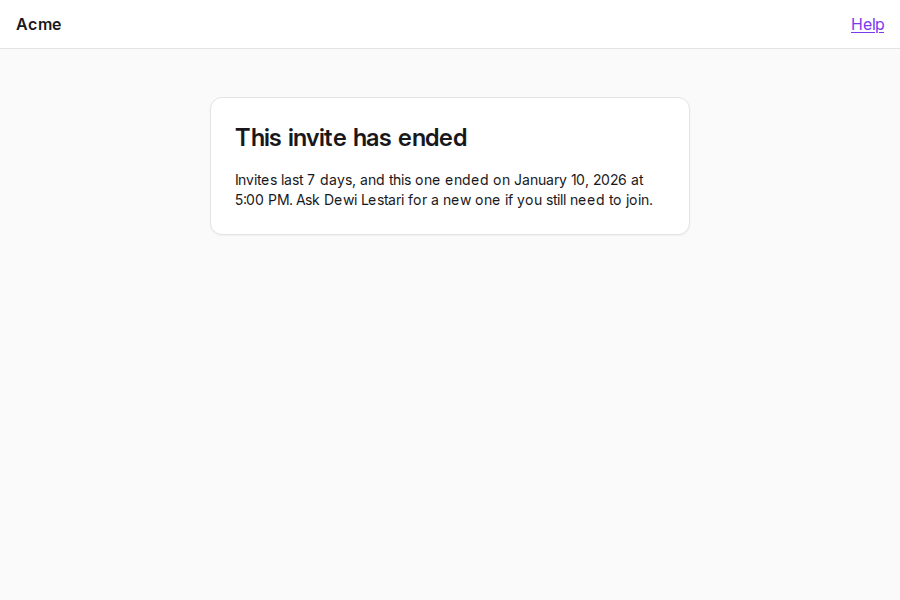 Acme
Help
This invite has ended
Invites last 7 days, and this one ended on January 10, 2026 at
5:00 PM. Ask Dewi Lestari for a new one if you still need to join.